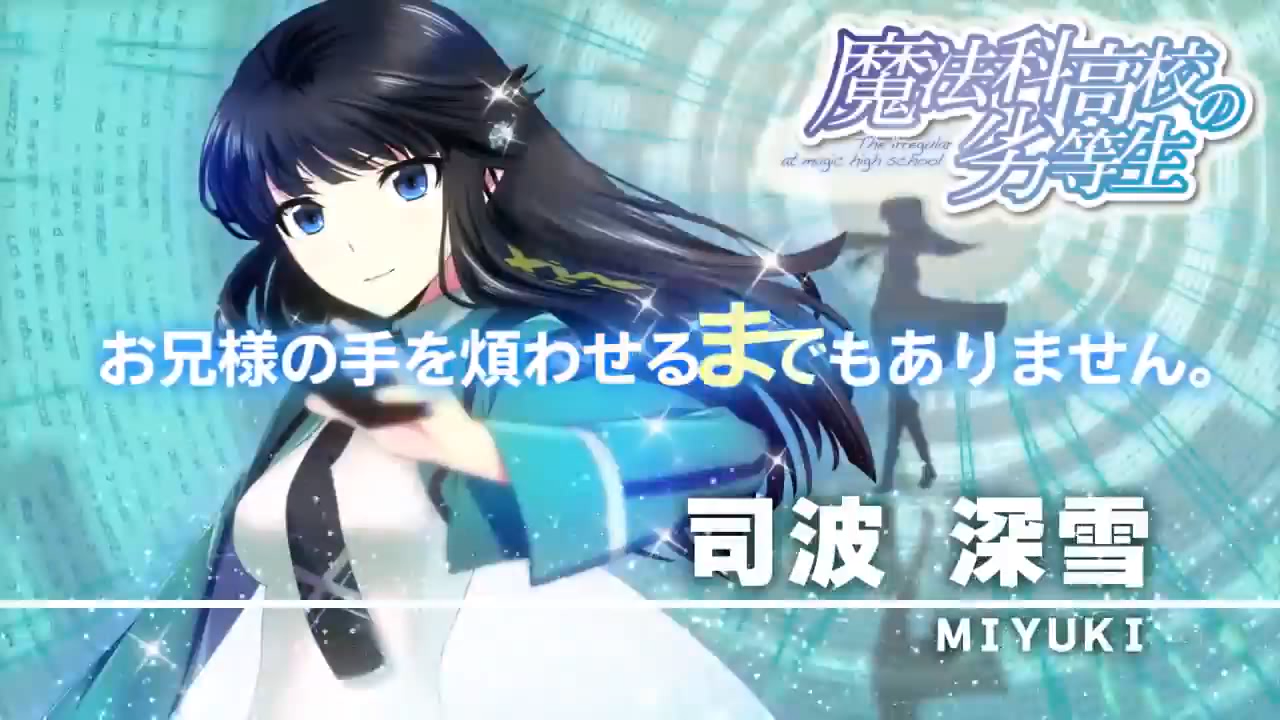 魔法科高校の
劣等生
The irregular
at magic high school
お兄様の手を煩わせるまでもありません。
司波 深雪
MIYUKI